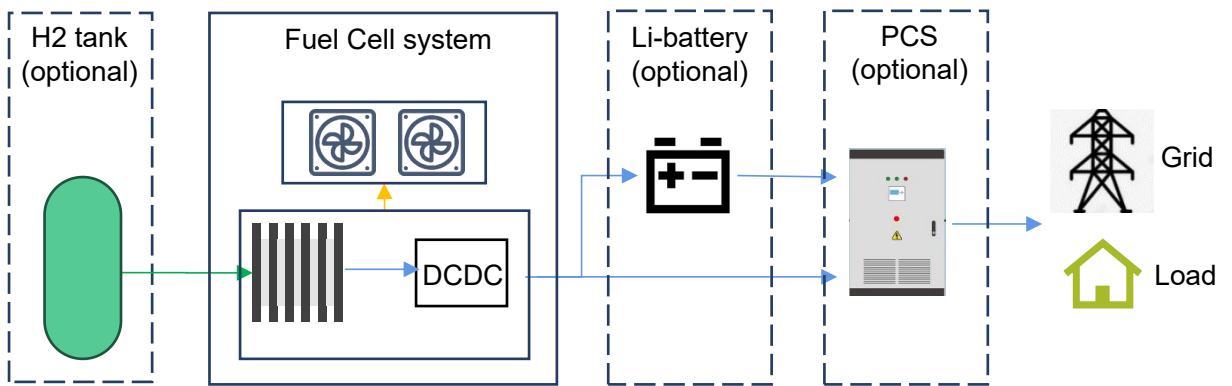 H2 tank
(optional)
Fuel Cell system
DCDC
Li-battery
(optional)
PCS
(optional)
Grid
Load